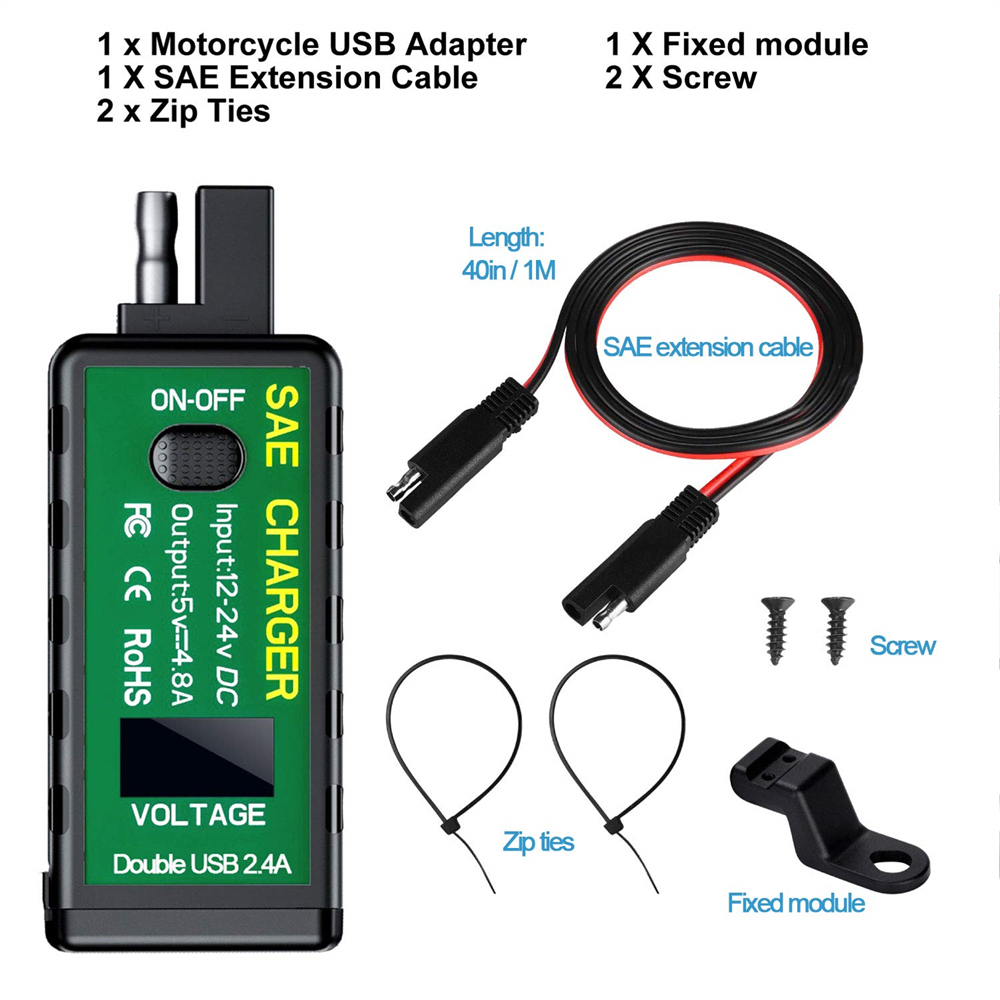 1 x Motorcycle USB Adapter
1 X SAE Extension Cable
2 x Zip Ties
1 X Fixed module
2 X Screw
- +
ON-OFF
SAE CHARGER
Input:12-24v DC
Output:5v⎓4.8A
FC CE RoHS
VOLTAGE
Double USB 2.4A
Length:
40in / 1M
SAE extension cable
Screw
Zip ties
Fixed module